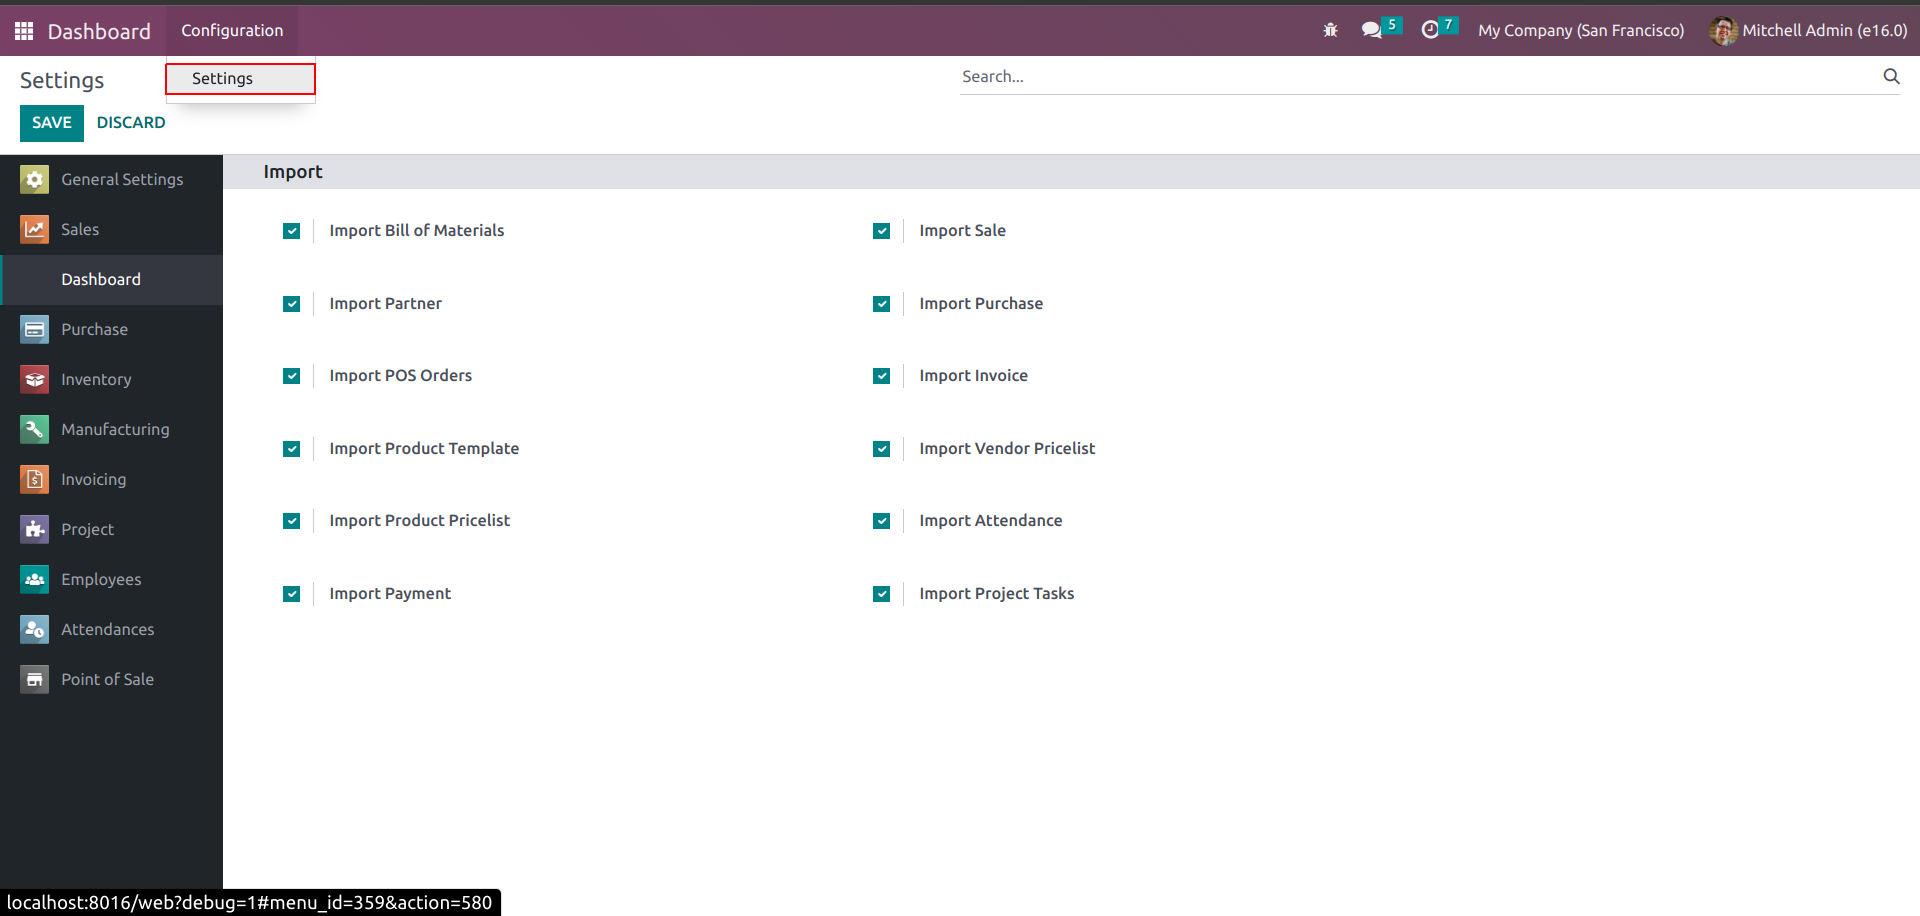 Dashboard Configuration 5 7 My Company (San Francisco) Mitchell Admin (e16.0)
Settings
Settings
Search...
SAVE DISCARD
General Settings
Sales
Dashboard
Purchase
Inventory
Manufacturing
Invoicing
Project
Employees
Attendances
Point of Sale
Import
Import Bill of Materials
Import Sale
Import Partner
Import Purchase
Import POS Orders
Import Invoice
Import Product Template
Import Vendor Pricelist
Import Product Pricelist
Import Attendance
Import Payment
Import Project Tasks
localhost:8016/web?debug=1#menu_id=359&action=580